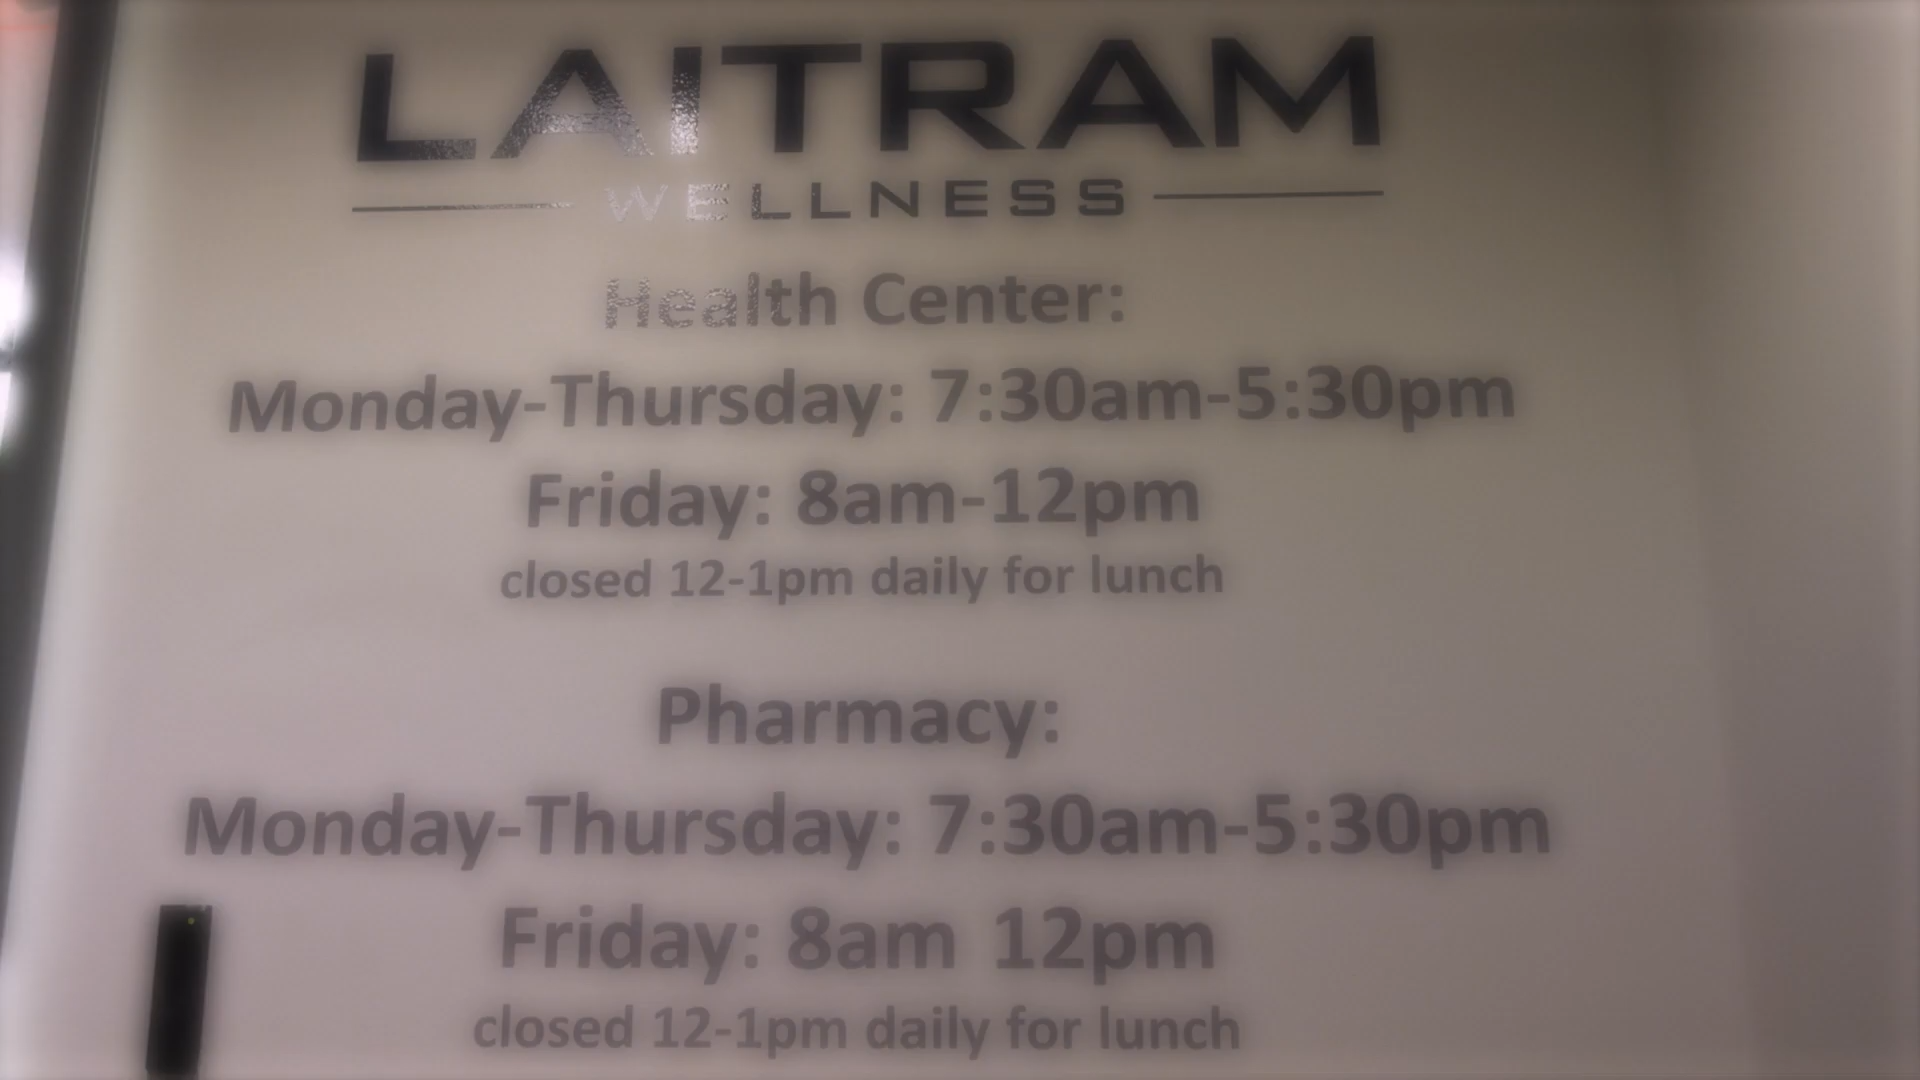 LAITRAM
WELLNESS
Health Center:
Monday-Thursday: 7:30am-5:30pm
Friday: 8am-12pm
closed 12-1pm daily for lunch
Pharmacy:
Monday-Thursday: 7:30am-5:30pm
Friday: 8am 12pm
closed 12-1pm daily for lunch